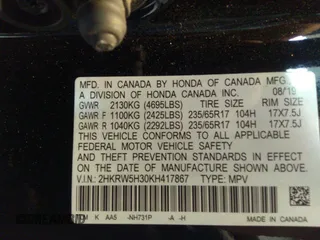 MFD. IN CANADA BY HONDA OF CANADA MFG.
A DIVISION OF HONDA CANADA INC. 08/19
GVWR 2130KG (4695LBS) TIRE SIZE RIM SIZE
GAWR F 1100KG (2425LBS) 235/65R17 104H 17X7.5J
GAWR R 1040KG (2292LBS) 235/65R17 104H 17X7.5J
THIS VEHICLE CONFORMS TO ALL APPLICABLE
FEDERAL MOTOR VEHICLE SAFETY
AND THEFT PREVENTION STANDARDS IN EFFECT
ON THE DATE OF MANUFACTURE SHOWN ABOVE.
V.I.N.: 2HKRW5H30KH417867 TYPE: MPV
K AA5 -NH731P -A -H
MADE IN CANADA